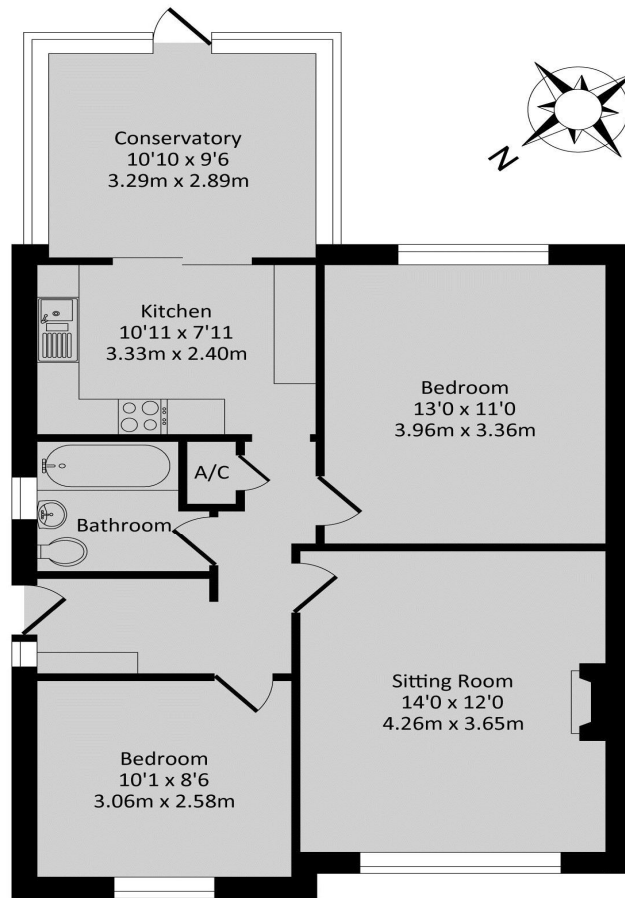 Conservatory
10'10 x 9'6
3.29m x 2.89m
N
Kitchen
10'11 x 7'11
3.33m x 2.40m
Bedroom
13'0 x 11'0
3.96m x 3.36m
A/C
Bathroom
Sitting Room
14'0 x 12'0
4.26m x 3.65m
Bedroom
10'1 x 8'6
3.06m x 2.58m